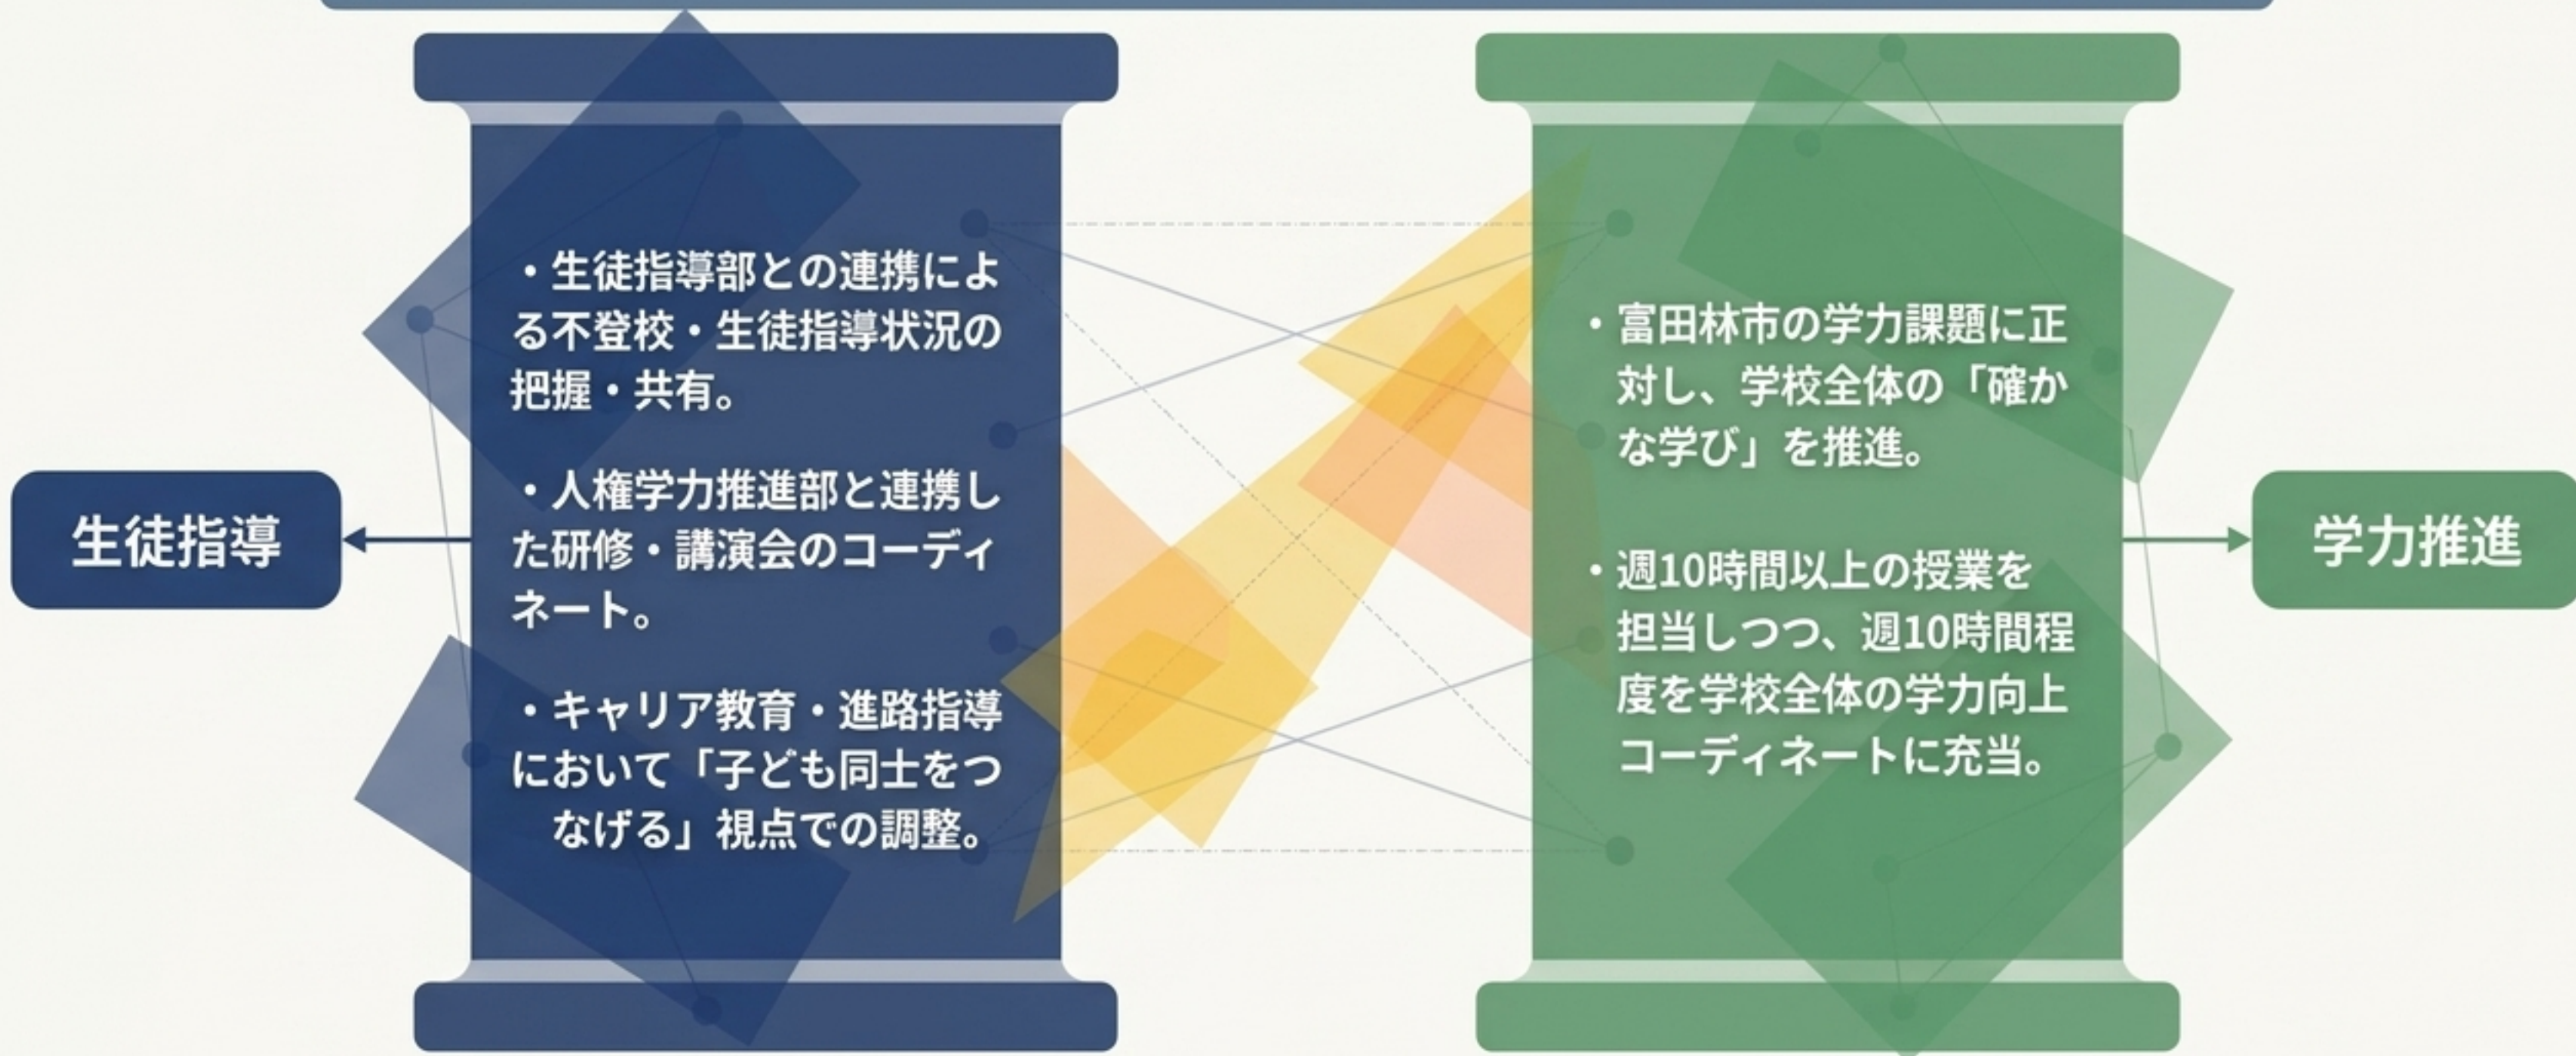 ・生徒指導部との連携によ
る不登校・生徒指導状況の
把握・共有。
・人権学力推進部と連携し
た研修・講演会のコーディ
ネート。
・キャリア教育・進路指導
において「子ども同士をつ
なげる」視点での調整。
生徒指導
・富田林市の学力課題に正
対し、学校全体の「確か
な学び」を推進。
・週10時間以上の授業を
担当しつつ、週10時間程
度を学校全体の学力向上
コーディネートに充当。
学力推進